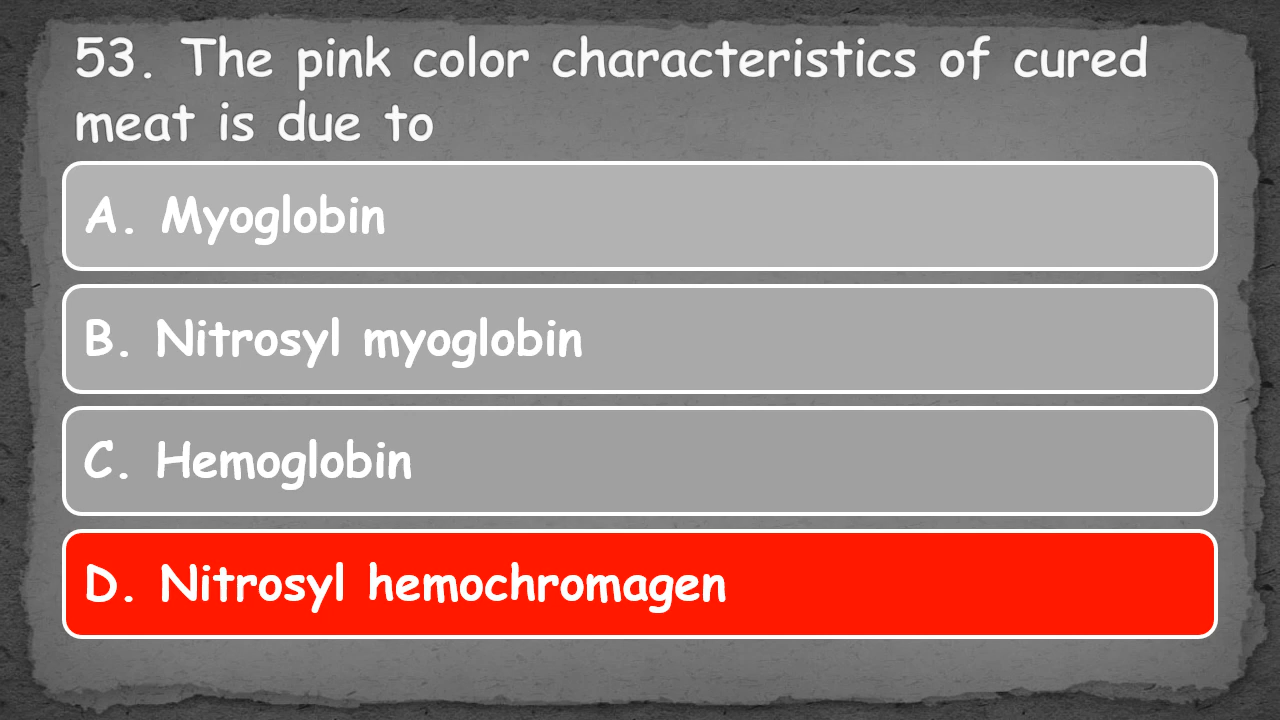 53. The pink color characteristics of cured
meat is due to
A. Myoglobin
B. Nitrosyl myoglobin
C. Hemoglobin
D. Nitrosyl hemochromagen